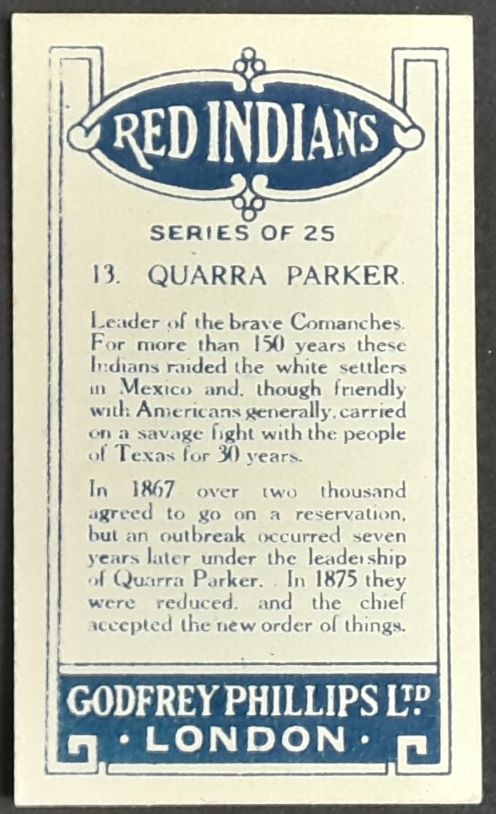 RED INDIANS
SERIES OF 25
13. QUARRA PARKER.
Leader of the brave Comanches.
For more than 150 years these
Indians raided the white settlers
in Mexico and, though friendly
with Americans generally, carried
on a savage fight with the people
of Texas for 30 years.
In 1867 over two thousand
agreed to go on a reservation,
but an outbreak occurred seven
years later under the leadership
of Quarra Parker. In 1875 they
were reduced, and the chief
accepted the new order of things.
GODFREY PHILLIPS LTD.
· LONDON ·